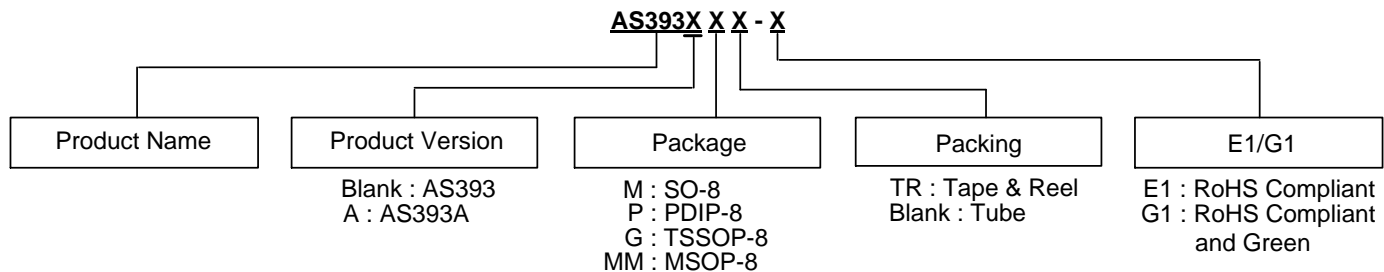 AS393X X X - X
Product Name
Product Version
Package
Packing
E1/G1
Blank : AS393
A : AS393A
M : SO-8
P : PDIP-8
G : TSSOP-8
MM : MSOP-8
TR : Tape & Reel
Blank : Tube
E1 : RoHS Compliant
G1 : RoHS Compliant
and Green